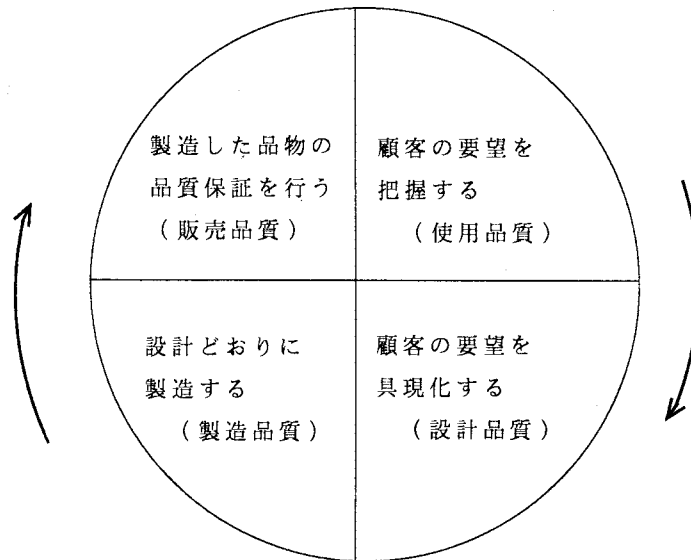 製造した品物の
品質保証を行う
(販売品質)
顧客の要望を
把握する
(使用品質)
設計どおりに
製造する
(製造品質)
顧客の要望を
具現化する
(設計品質)